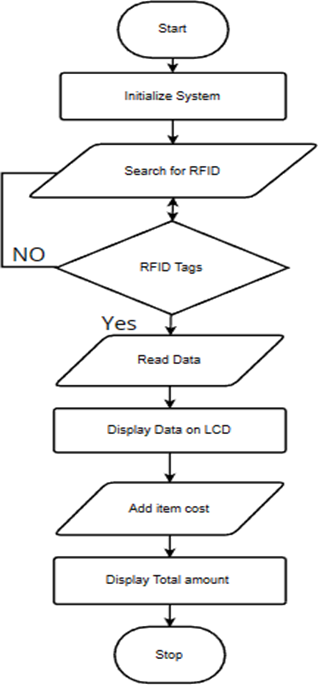 Start
Initialize System
Search for RFID
NO
RFID Tags
Yes
Read Data
Display Data on LCD
Add item cost
Display Total amount
Stop